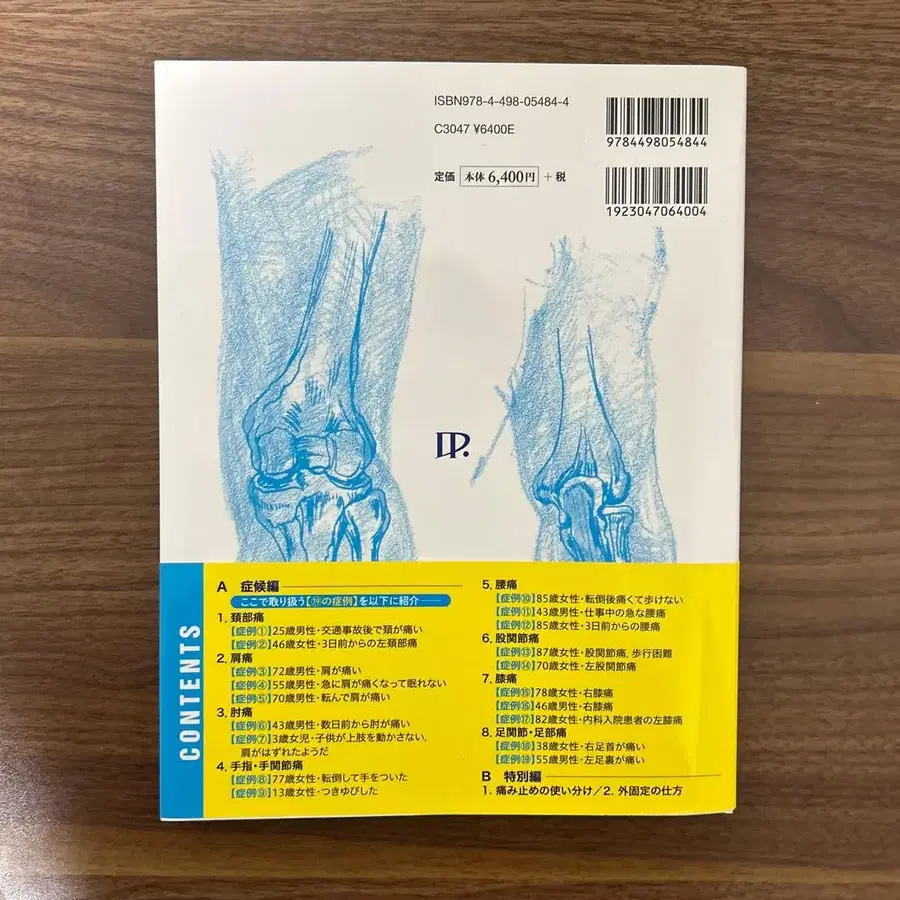 ISBN978-4-498-05484-4
C3047 ¥6400E
定価 本体 6,400円 + 税
9784498054844
1923047064004
CONTENTS
A 症候編
ここで取り扱う【⑲の症例】を以下に紹介
1. 頚部痛
【症例①】25歳男性・交通事故後で頚が痛い
【症例②】46歳女性・3日前からの左頚部痛
2. 肩痛
【症例③】72歳男性・肩が痛い
【症例④】55歳男性・急に肩が痛くなって眠れない
【症例⑤】70歳男性・転んで肩が痛い
3. 肘痛
【症例⑥】43歳男性・数日前から肘が痛い
【症例⑦】3歳女児・子供が上肢を動かさない,
肩がはずれたようだ
4. 手指・手関節痛
【症例⑧】77歳女性・転倒して手をついた
【症例⑨】13歳女性・つきゆびした
5. 腰痛
【症例⑩】85歳女性・転倒後痛くて歩けない
【症例⑪】43歳男性・仕事中の急な腰痛
【症例⑫】85歳女性・3日前からの腰痛
6. 股関節痛
【症例⑬】87歳女性・股関節痛, 歩行困難
【症例⑭】70歳女性・左股関節痛
7. 膝痛
【症例⑮】78歳女性・右膝痛
【症例⑯】46歳男性・右膝痛
【症例⑰】82歳女性・内科入院患者の左膝痛
8. 足関節・足部痛
【症例⑱】38歳女性・右足首が痛い
【症例⑲】55歳男性・左足裏が痛い
B 特別編
1. 痛み止めの使い分け/2. 外固定の仕方